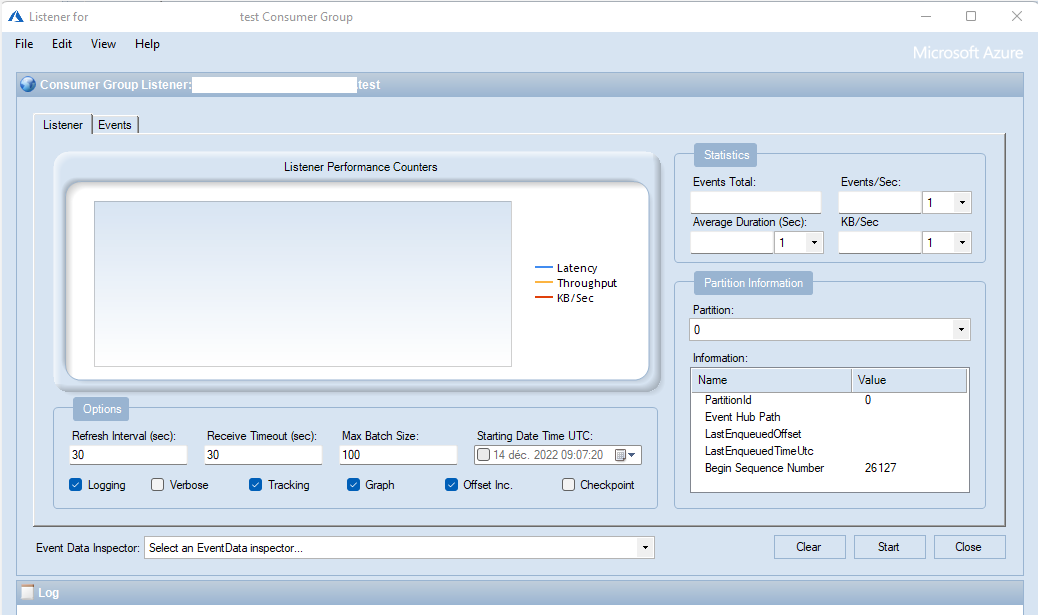 Listener for test Consumer Group
File Edit View Help
Microsoft Azure
Consumer Group Listener: test
Listener Events
Listener Performance Counters
Latency
Throughput
KB/Sec
Statistics
Events Total: Events/Sec:
1
Average Duration (Sec): KB/Sec
1 1
Partition Information
Partition:
0
Information:
Name Value
PartitionId 0
Event Hub Path
LastEnqueuedOffset
LastEnqueuedTimeUtc
Begin Sequence Number 26127
Options
Refresh Interval (sec): Receive Timeout (sec): Max Batch Size: Starting Date Time UTC:
30 30 100 14 déc. 2022 09:07:20
Logging Verbose Tracking Graph Offset Inc. Checkpoint
Event Data Inspector: Select an EventData inspector... Clear Start Close
Log